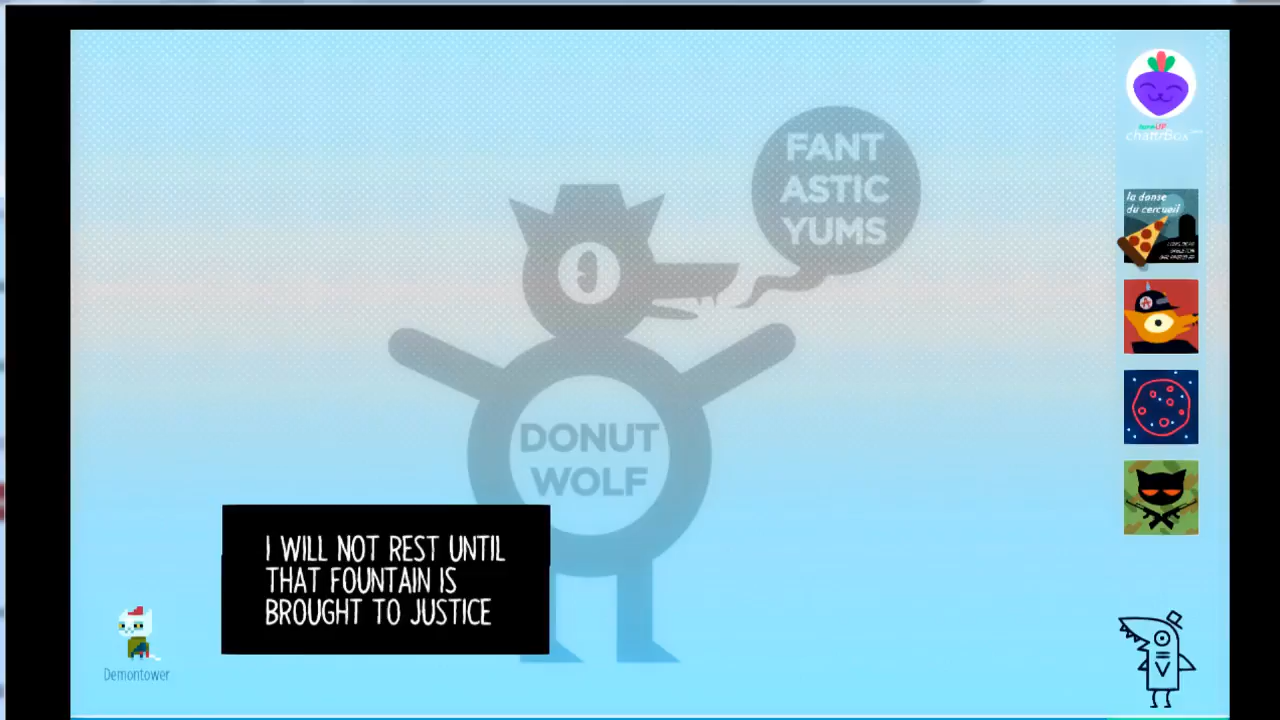 FANT
ASTIC
YUMS
DONUT
WOLF
I WILL NOT REST UNTIL
THAT FOUNTAIN IS
BROUGHT TO JUSTICE
Demontower
chattrBox
la danse
du cercueil